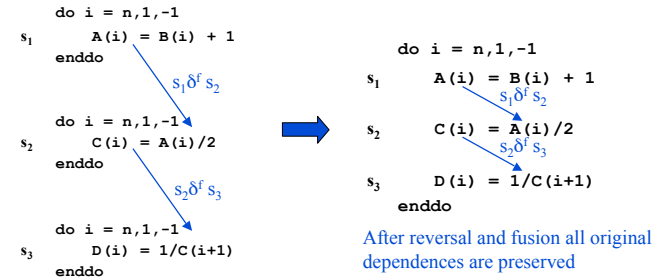 do i = n,1,-1
s1 A(i) = B(i) + 1
enddo
s1δf s2
do i = n,1,-1
s2 C(i) = A(i)/2
enddo
s2δf s3
do i = n,1,-1
s3 D(i) = 1/C(i+1)
enddo
do i = n,1,-1
s1 A(i) = B(i) + 1
s1δf s2
s2 C(i) = A(i)/2
s2δf s3
s3 D(i) = 1/C(i+1)
enddo
After reversal and fusion all original
dependences are preserved